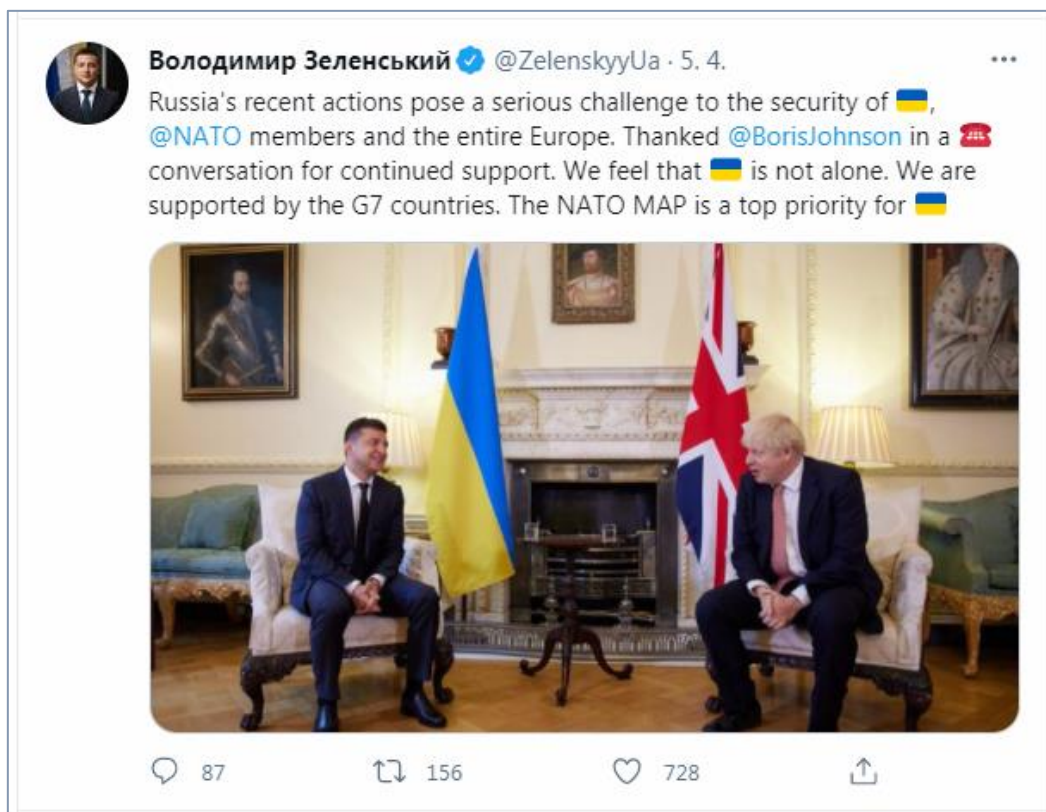 Володимир Зеленський @ZelenskyyUa · 5. 4.
Russia's recent actions pose a serious challenge to the security of 🇺🇦,
@NATO members and the entire Europe. Thanked @BorisJohnson in a ☎️
conversation for continued support. We feel that 🇺🇦 is not alone. We are
supported by the G7 countries. The NATO MAP is a top priority for 🇺🇦
87 156 728